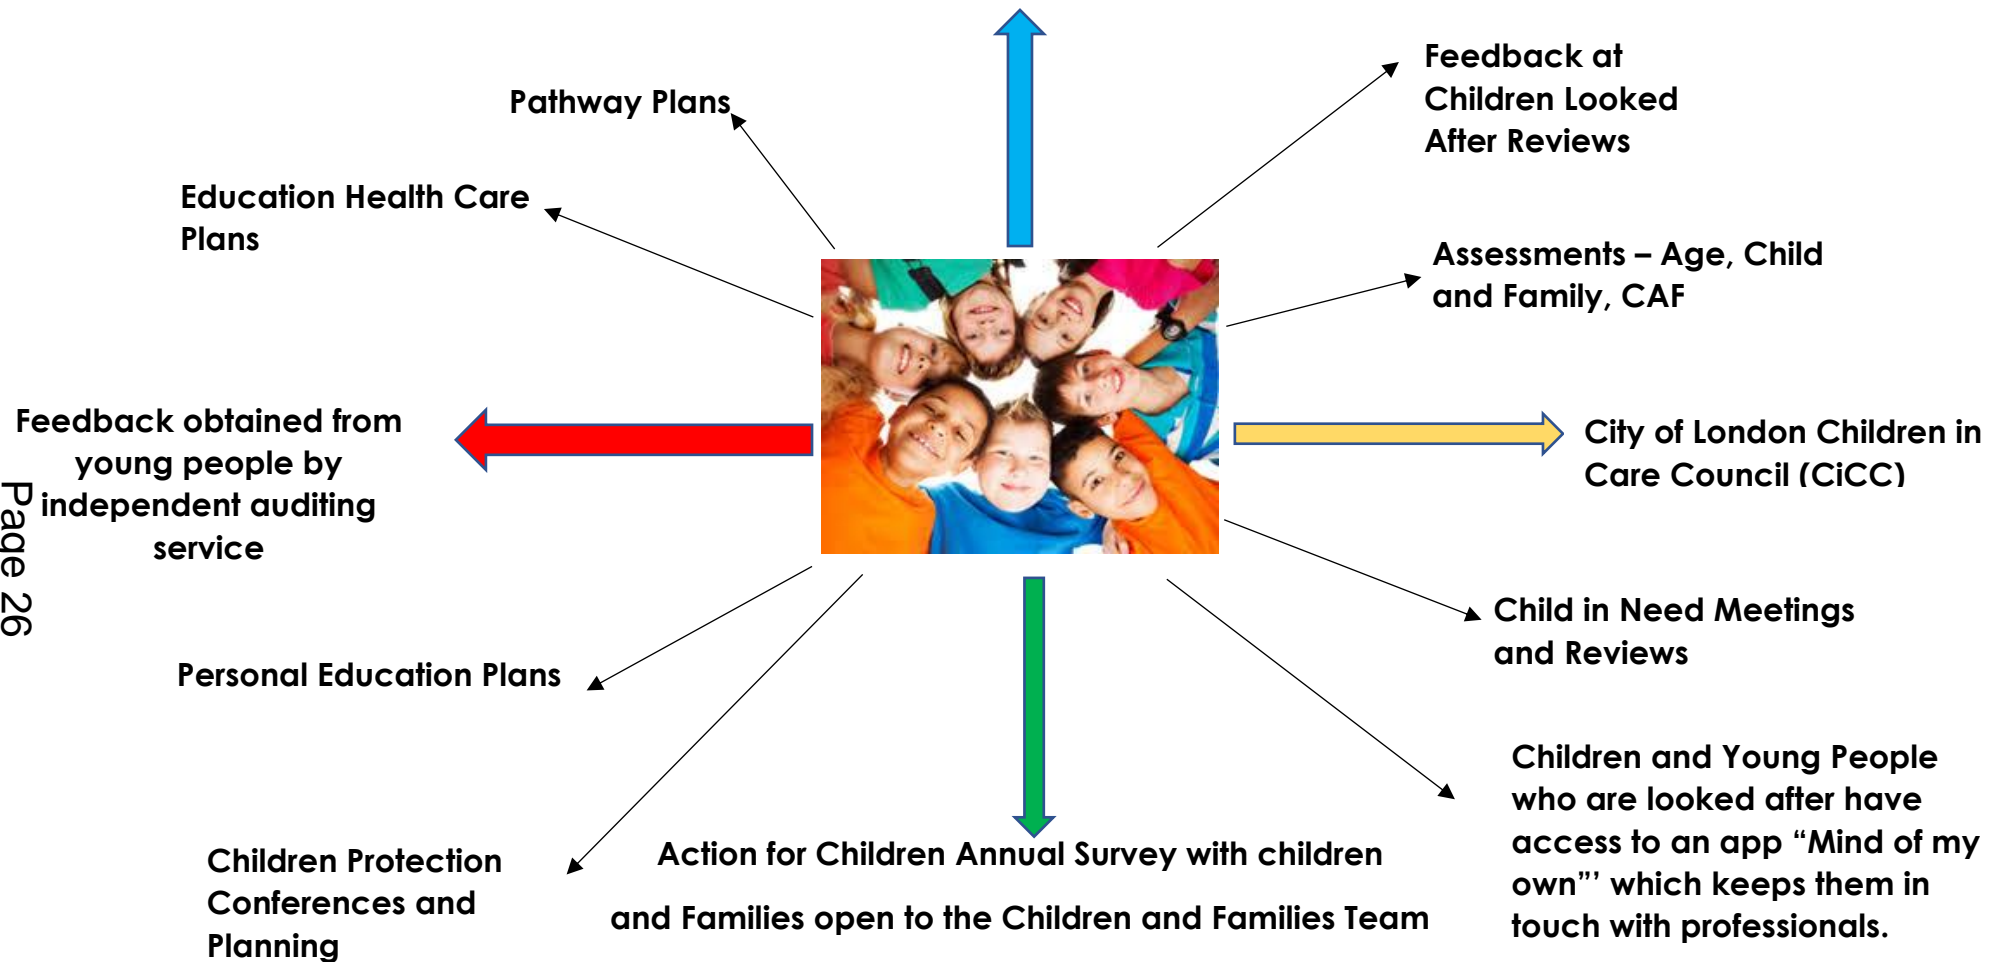 Feedback at
Children Looked
After Reviews
Pathway Plans
Education Health Care
Plans
Assessments – Age, Child
and Family, CAF
Feedback obtained from
young people by
independent auditing
service
City of London Children in
Care Council (CiCC)
Page 26
Child in Need Meetings
and Reviews
Personal Education Plans
Children and Young People
who are looked after have
access to an app “Mind of my
own”’ which keeps them in
touch with professionals.
Children Protection
Conferences and
Planning
Action for Children Annual Survey with children
and Families open to the Children and Families Team